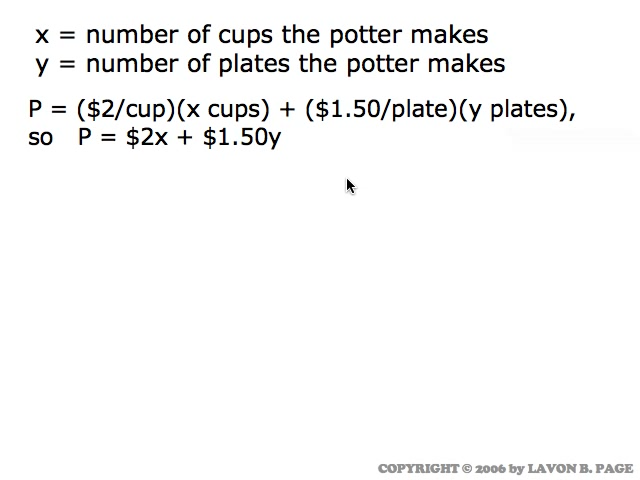 x = number of cups the potter makes
y = number of plates the potter makes
P = ($2/cup)(x cups) + ($1.50/plate)(y plates),
so P = $2x + $1.50y
COPYRIGHT © 2006 by LAVON B. PAGE